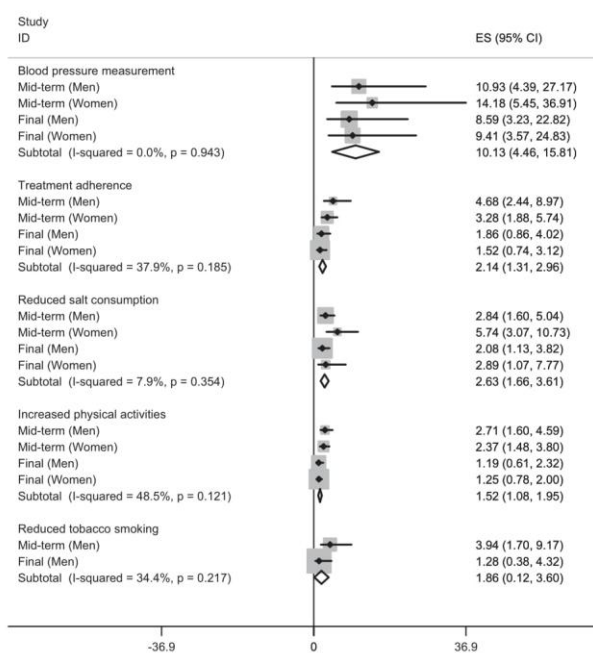 Study
ID ES (95% CI)
Blood pressure measurement
Mid-term (Men) 10.93 (4.39, 27.17)
Mid-term (Women) 14.18 (5.45, 36.91)
Final (Men) 8.59 (3.23, 22.82)
Final (Women) 9.41 (3.57, 24.83)
Subtotal (I-squared = 0.0%, p = 0.943) 10.13 (4.46, 15.81)
Treatment adherence
Mid-term (Men) 4.68 (2.44, 8.97)
Mid-term (Women) 3.28 (1.88, 5.74)
Final (Men) 1.86 (0.86, 4.02)
Final (Women) 1.52 (0.74, 3.12)
Subtotal (I-squared = 37.9%, p = 0.185) 2.14 (1.31, 2.96)
Reduced salt consumption
Mid-term (Men) 2.84 (1.60, 5.04)
Mid-term (Women) 5.74 (3.07, 10.73)
Final (Men) 2.08 (1.13, 3.82)
Final (Women) 2.89 (1.07, 7.77)
Subtotal (I-squared = 7.9%, p = 0.354) 2.63 (1.66, 3.61)
Increased physical activities
Mid-term (Men) 2.71 (1.60, 4.59)
Mid-term (Women) 2.37 (1.48, 3.80)
Final (Men) 1.19 (0.61, 2.32)
Final (Women) 1.25 (0.78, 2.00)
Subtotal (I-squared = 48.5%, p = 0.121) 1.52 (1.08, 1.95)
Reduced tobacco smoking
Mid-term (Men) 3.94 (1.70, 9.17)
Final (Men) 1.28 (0.38, 4.32)
Subtotal (I-squared = 34.4%, p = 0.217) 1.86 (0.12, 3.60)
-36.9 0 36.9